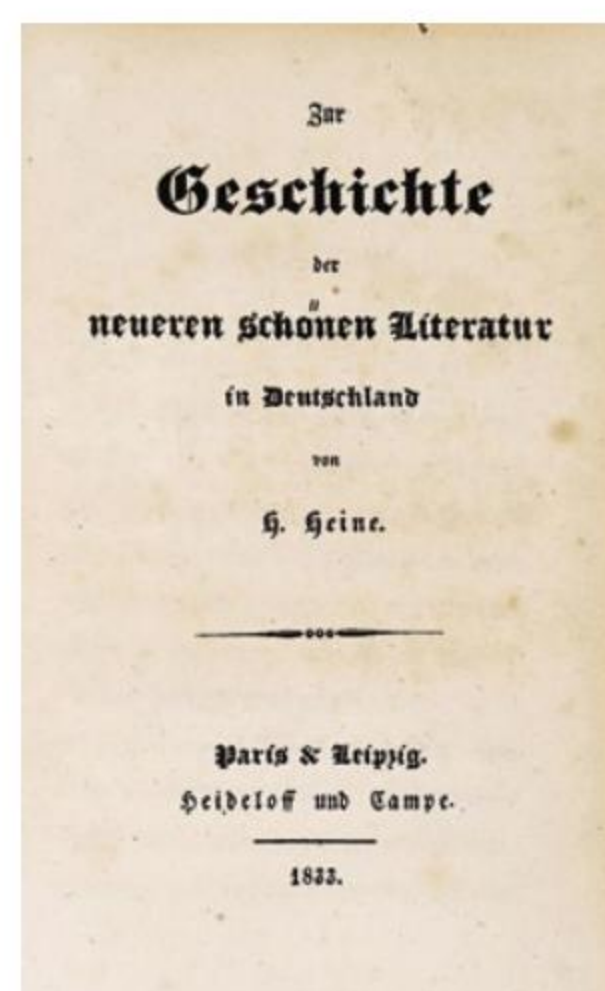 Zur
Geschichte
der
neueren schönen Literatur
in Deutschland
von
H. Heine.
Paris & Leipzig.
Heideloff und Campe.
1833.